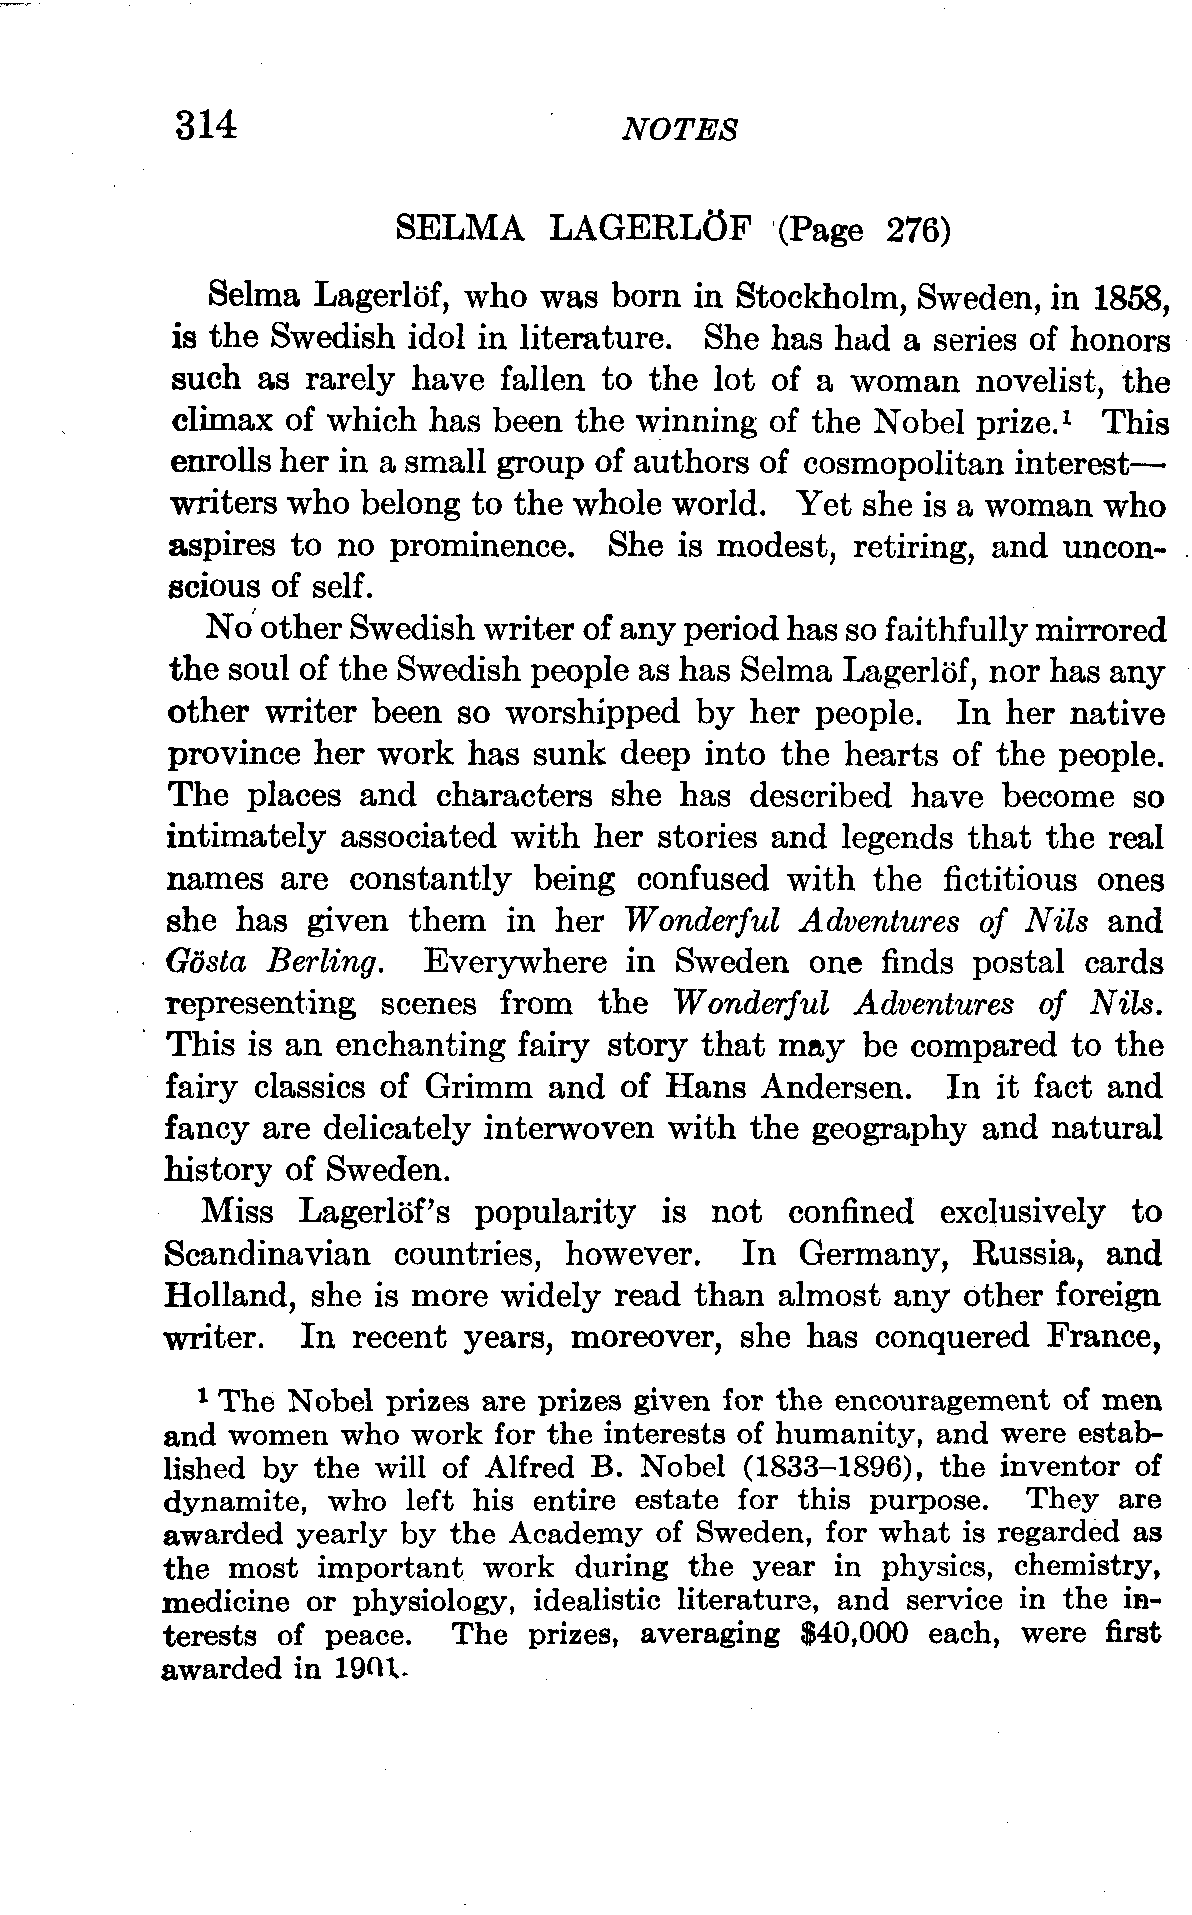 314 NOTES
SELMA LAGERLÖF (Page 276)
Selma Lagerlöf, who was born in Stockholm, Sweden, in 1858,
is the Swedish idol in literature. She has had a series of honors
such as rarely have fallen to the lot of a woman novelist, the
climax of which has been the winning of the Nobel prize.¹ This
enrolls her in a small group of authors of cosmopolitan interest—
writers who belong to the whole world. Yet she is a woman who
aspires to no prominence. She is modest, retiring, and uncon-
scious of self.
No other Swedish writer of any period has so faithfully mirrored
the soul of the Swedish people as has Selma Lagerlöf, nor has any
other writer been so worshipped by her people. In her native
province her work has sunk deep into the hearts of the people.
The places and characters she has described have become so
intimately associated with her stories and legends that the real
names are constantly being confused with the fictitious ones
she has given them in her Wonderful Adventures of Nils and
Gösta Berling. Everywhere in Sweden one finds postal cards
representing scenes from the Wonderful Adventures of Nils.
This is an enchanting fairy story that may be compared to the
fairy classics of Grimm and of Hans Andersen. In it fact and
fancy are delicately interwoven with the geography and natural
history of Sweden.
Miss Lagerlöf's popularity is not confined exclusively to
Scandinavian countries, however. In Germany, Russia, and
Holland, she is more widely read than almost any other foreign
writer. In recent years, moreover, she has conquered France,
¹ The Nobel prizes are prizes given for the encouragement of men
and women who work for the interests of humanity, and were estab-
lished by the will of Alfred B. Nobel (1833–1896), the inventor of
dynamite, who left his entire estate for this purpose. They are
awarded yearly by the Academy of Sweden, for what is regarded as
the most important work during the year in physics, chemistry,
medicine or physiology, idealistic literature, and service in the in-
terests of peace. The prizes, averaging $40,000 each, were first
awarded in 1901.